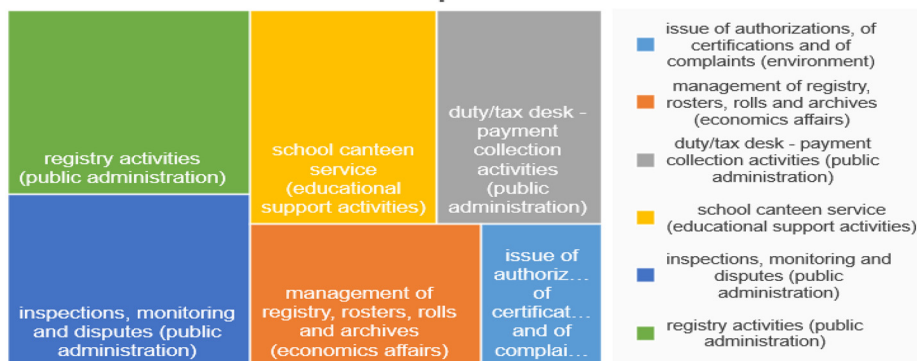 registry activities
(public administration)
school canteen
service
(educational
support activities)
duty/tax desk -
payment
collection
activities
(public
administration)
inspections, monitoring
and disputes (public
administration)
management of
registry, rosters, rolls
and archives
(economics affairs)
issue of
authoriz…
of
certificat…
and of
complai…
issue of authorizations, of
certifications and of
complaints (environment)
management of registry,
rosters, rolls and archives
(economics affairs)
duty/tax desk - payment
collection activities (public
administration)
school canteen service
(educational support activities)
inspections, monitoring and
disputes (public
administration)
registry activities (public
administration)